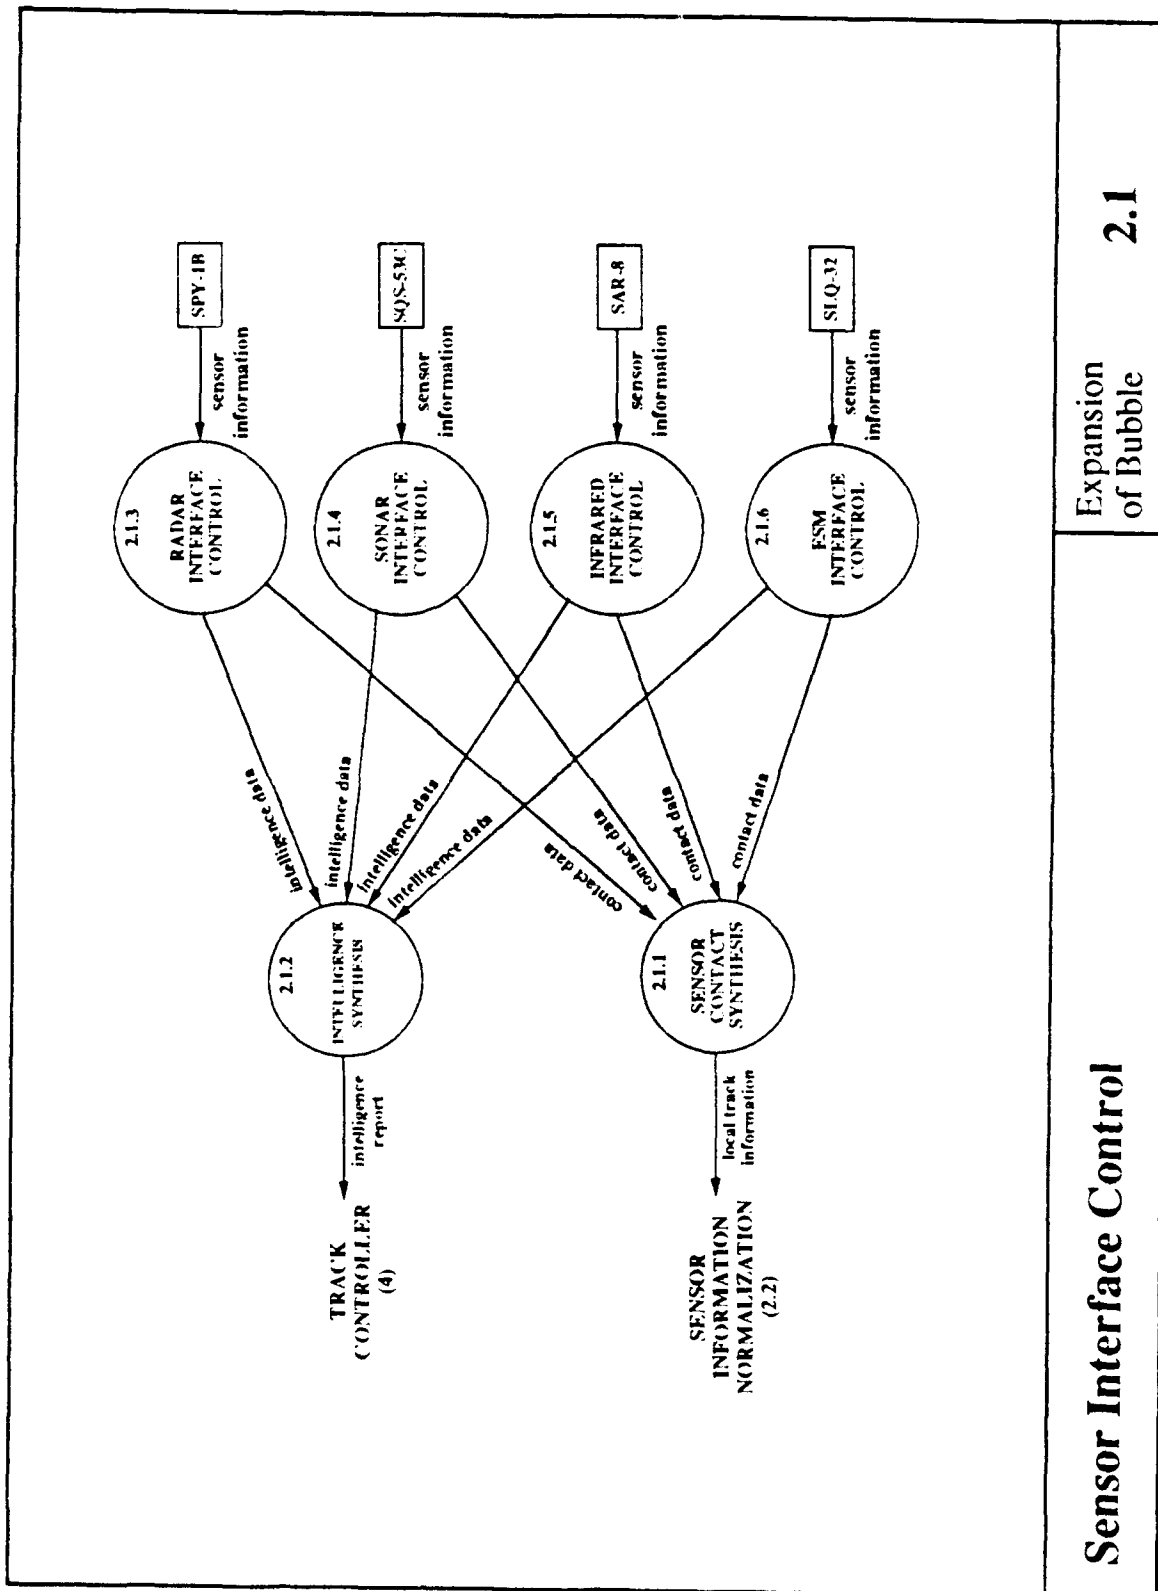 SPY-1B
sensor
information
2.1.3
RADAR
INTERFACE
CONTROL
SQS-53C
sensor
information
2.1.4
SONAR
INTERFACE
CONTROL
SAR-8
sensor
information
2.1.5
INFRARED
INTERFACE
CONTROL
SLQ-32
sensor
information
2.1.6
ESM
INTERFACE
CONTROL
intelligence data
intelligence data
intelligence data
intelligence data
contact data
contact data
contact data
contact data
2.1.2
INTELLIGENCE
SYNTHESIS
2.1.1
SENSOR
CONTACT
SYNTHESIS
intelligence
report
local track
information
TRACK
CONTROLLER
(4)
SENSOR
INFORMATION
NORMALIZATION
(2.2)
Sensor Interface Control
Expansion
of Bubble
2.1